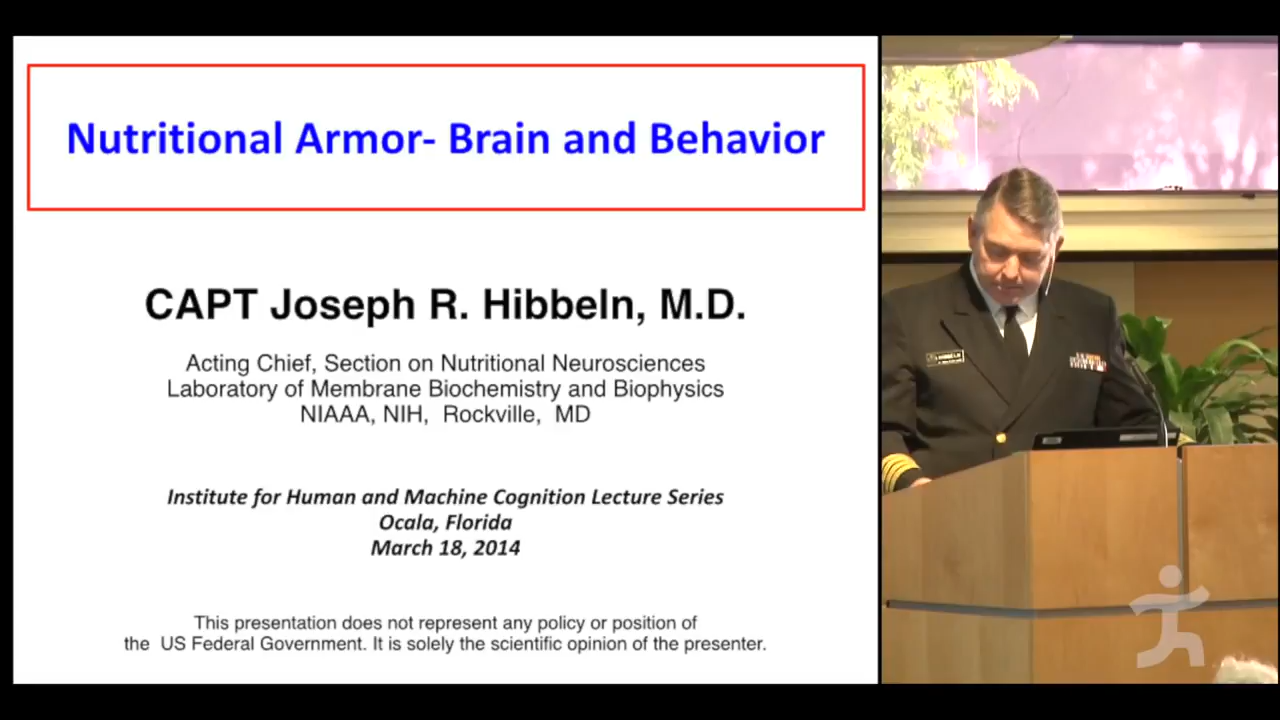 Nutritional Armor- Brain and Behavior
CAPT Joseph R. Hibbeln, M.D.
Acting Chief, Section on Nutritional Neurosciences
Laboratory of Membrane Biochemistry and Biophysics
NIAAA, NIH, Rockville, MD
Institute for Human and Machine Cognition Lecture Series
Ocala, Florida
March 18, 2014
This presentation does not represent any policy or position of
the US Federal Government. It is solely the scientific opinion of the presenter.